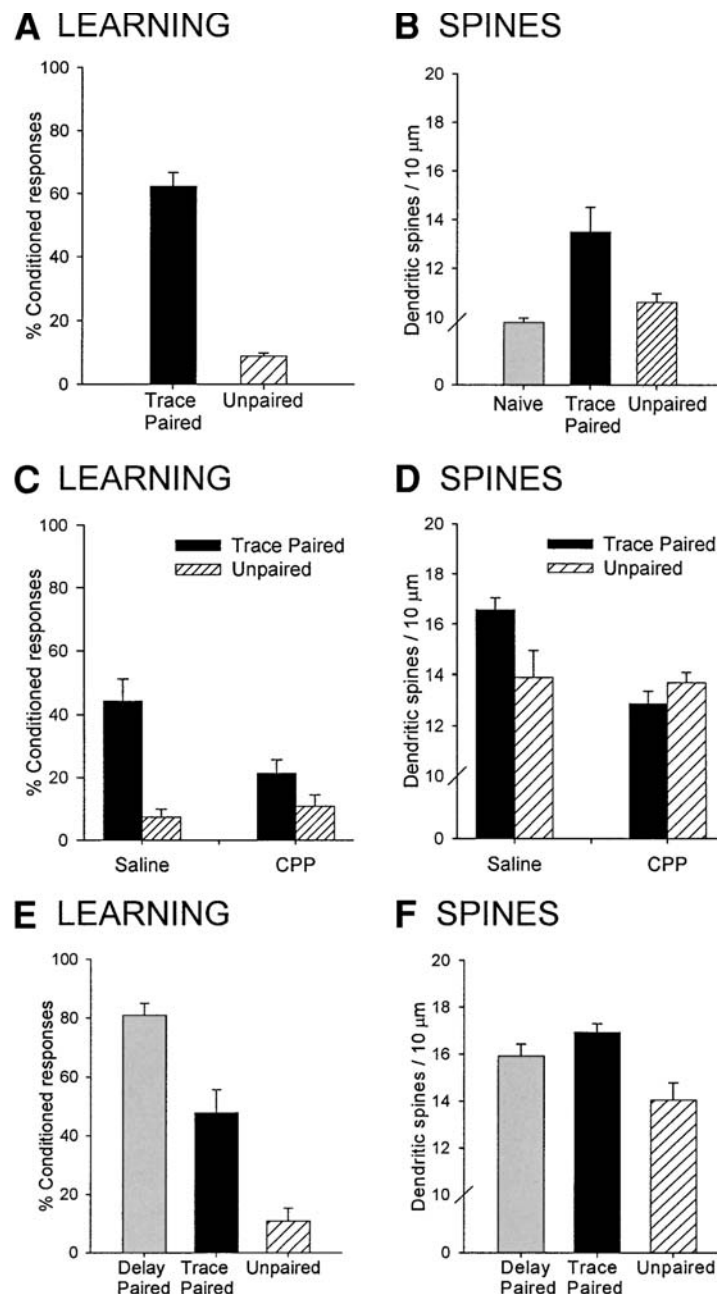 A LEARNING
% Conditioned responses
100
80
60
40
20
0
Trace
Paired
Unpaired
B SPINES
Dendritic spines / 10 µm
20
18
16
14
12
10
0
Naive
Trace
Paired
Unpaired
C LEARNING
% Conditioned responses
100
80
60
40
20
0
Trace Paired
Unpaired
Saline
CPP
D SPINES
Dendritic spines / 10 µm
20
18
16
14
12
10
0
Trace Paired
Unpaired
Saline
CPP
E LEARNING
% Conditioned responses
100
80
60
40
20
0
Delay
Paired
Trace
Paired
Unpaired
F SPINES
Dendritic spines / 10 µm
20
18
16
14
12
10
0
Delay
Paired
Trace
Paired
Unpaired